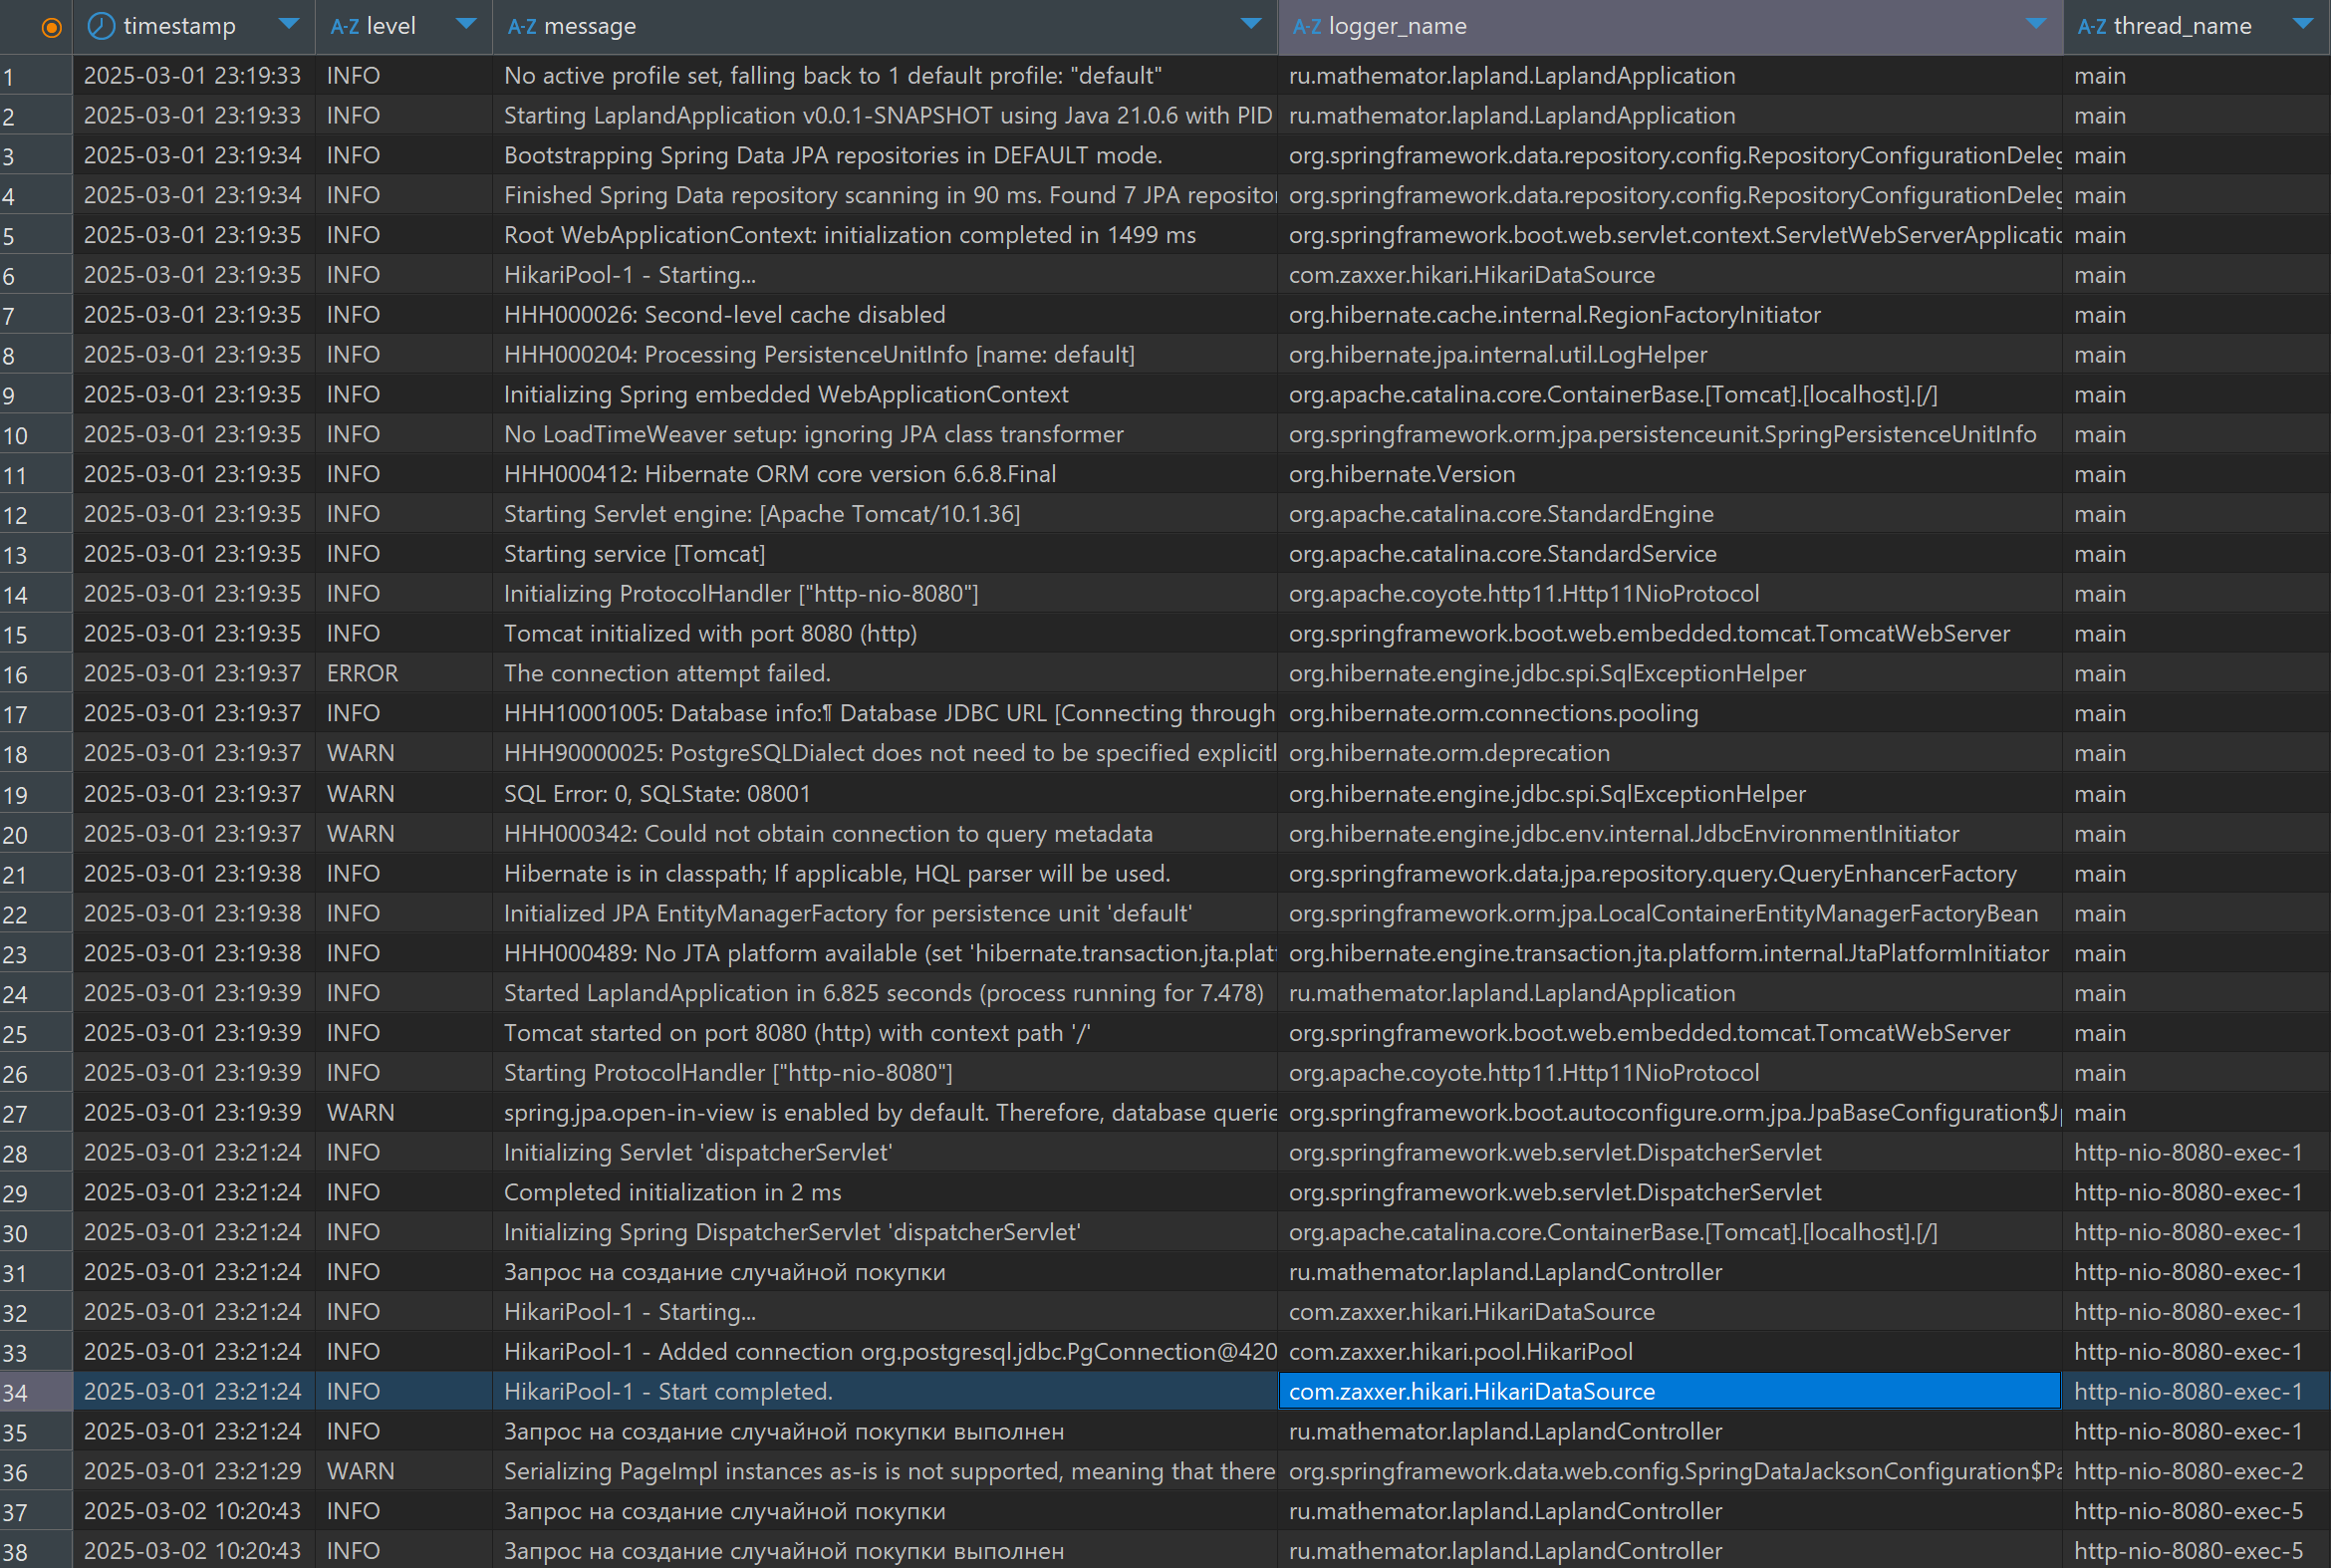 timestamp A-Z level A-Z message A-Z logger_name A-Z thread_name
1 2025-03-01 23:19:33 INFO No active profile set, falling back to 1 default profile: "default" ru.mathemator.lapland.LaplandApplication main
2 2025-03-01 23:19:33 INFO Starting LaplandApplication v0.0.1-SNAPSHOT using Java 21.0.6 with PID ru.mathemator.lapland.LaplandApplication main
3 2025-03-01 23:19:34 INFO Bootstrapping Spring Data JPA repositories in DEFAULT mode. org.springframework.data.repository.config.RepositoryConfigurationDeleg main
4 2025-03-01 23:19:34 INFO Finished Spring Data repository scanning in 90 ms. Found 7 JPA repositor org.springframework.data.repository.config.RepositoryConfigurationDeleg main
5 2025-03-01 23:19:35 INFO Root WebApplicationContext: initialization completed in 1499 ms org.springframework.boot.web.servlet.context.ServletWebServerApplicatic main
6 2025-03-01 23:19:35 INFO HikariPool-1 - Starting... com.zaxxer.hikari.HikariDataSource main
7 2025-03-01 23:19:35 INFO HHH000026: Second-level cache disabled org.hibernate.cache.internal.RegionFactoryInitiator main
8 2025-03-01 23:19:35 INFO HHH000204: Processing PersistenceUnitInfo [name: default] org.hibernate.jpa.internal.util.LogHelper main
9 2025-03-01 23:19:35 INFO Initializing Spring embedded WebApplicationContext org.apache.catalina.core.ContainerBase.[Tomcat].[localhost].[/] main
10 2025-03-01 23:19:35 INFO No LoadTimeWeaver setup: ignoring JPA class transformer org.springframework.orm.jpa.persistenceunit.SpringPersistenceUnitInfo main
11 2025-03-01 23:19:35 INFO HHH000412: Hibernate ORM core version 6.6.8.Final org.hibernate.Version main
12 2025-03-01 23:19:35 INFO Starting Servlet engine: [Apache Tomcat/10.1.36] org.apache.catalina.core.StandardEngine main
13 2025-03-01 23:19:35 INFO Starting service [Tomcat] org.apache.catalina.core.StandardService main
14 2025-03-01 23:19:35 INFO Initializing ProtocolHandler ["http-nio-8080"] org.apache.coyote.http11.Http11NioProtocol main
15 2025-03-01 23:19:35 INFO Tomcat initialized with port 8080 (http) org.springframework.boot.web.embedded.tomcat.TomcatWebServer main
16 2025-03-01 23:19:37 ERROR The connection attempt failed. org.hibernate.engine.jdbc.spi.SqlExceptionHelper main
17 2025-03-01 23:19:37 INFO HHH10001005: Database info:¶ Database JDBC URL [Connecting through org.hibernate.orm.connections.pooling main
18 2025-03-01 23:19:37 WARN HHH90000025: PostgreSQLDialect does not need to be specified explicitl org.hibernate.orm.deprecation main
19 2025-03-01 23:19:37 WARN SQL Error: 0, SQLState: 08001 org.hibernate.engine.jdbc.spi.SqlExceptionHelper main
20 2025-03-01 23:19:37 WARN HHH000342: Could not obtain connection to query metadata org.hibernate.engine.jdbc.env.internal.JdbcEnvironmentInitiator main
21 2025-03-01 23:19:38 INFO Hibernate is in classpath; If applicable, HQL parser will be used. org.springframework.data.jpa.repository.query.QueryEnhancerFactory main
22 2025-03-01 23:19:38 INFO Initialized JPA EntityManagerFactory for persistence unit 'default' org.springframework.orm.jpa.LocalContainerEntityManagerFactoryBean main
23 2025-03-01 23:19:38 INFO HHH000489: No JTA platform available (set 'hibernate.transaction.jta.platf org.hibernate.engine.transaction.jta.platform.internal.JtaPlatformInitiator main
24 2025-03-01 23:19:39 INFO Started LaplandApplication in 6.825 seconds (process running for 7.478) ru.mathemator.lapland.LaplandApplication main
25 2025-03-01 23:19:39 INFO Tomcat started on port 8080 (http) with context path '/' org.springframework.boot.web.embedded.tomcat.TomcatWebServer main
26 2025-03-01 23:19:39 INFO Starting ProtocolHandler ["http-nio-8080"] org.apache.coyote.http11.Http11NioProtocol main
27 2025-03-01 23:19:39 WARN spring.jpa.open-in-view is enabled by default. Therefore, database querie org.springframework.boot.autoconfigure.orm.jpa.JpaBaseConfiguration$Jp main
28 2025-03-01 23:21:24 INFO Initializing Servlet 'dispatcherServlet' org.springframework.web.servlet.DispatcherServlet http-nio-8080-exec-1
29 2025-03-01 23:21:24 INFO Completed initialization in 2 ms org.springframework.web.servlet.DispatcherServlet http-nio-8080-exec-1
30 2025-03-01 23:21:24 INFO Initializing Spring DispatcherServlet 'dispatcherServlet' org.apache.catalina.core.ContainerBase.[Tomcat].[localhost].[/] http-nio-8080-exec-1
31 2025-03-01 23:21:24 INFO Запрос на создание случайной покупки ru.mathemator.lapland.LaplandController http-nio-8080-exec-1
32 2025-03-01 23:21:24 INFO HikariPool-1 - Starting... com.zaxxer.hikari.HikariDataSource http-nio-8080-exec-1
33 2025-03-01 23:21:24 INFO HikariPool-1 - Added connection org.postgresql.jdbc.PgConnection@420 com.zaxxer.hikari.pool.HikariPool http-nio-8080-exec-1
34 2025-03-01 23:21:24 INFO HikariPool-1 - Start completed. com.zaxxer.hikari.HikariDataSource http-nio-8080-exec-1
35 2025-03-01 23:21:24 INFO Запрос на создание случайной покупки выполнен ru.mathemator.lapland.LaplandController http-nio-8080-exec-1
36 2025-03-01 23:21:29 WARN Serializing PageImpl instances as-is is not supported, meaning that there org.springframework.data.web.config.SpringDataJacksonConfiguration$Pa http-nio-8080-exec-2
37 2025-03-02 10:20:43 INFO Запрос на создание случайной покупки ru.mathemator.lapland.LaplandController http-nio-8080-exec-5
38 2025-03-02 10:20:43 INFO Запрос на создание случайной покупки выполнен ru.mathemator.lapland.LaplandController http-nio-8080-exec-5